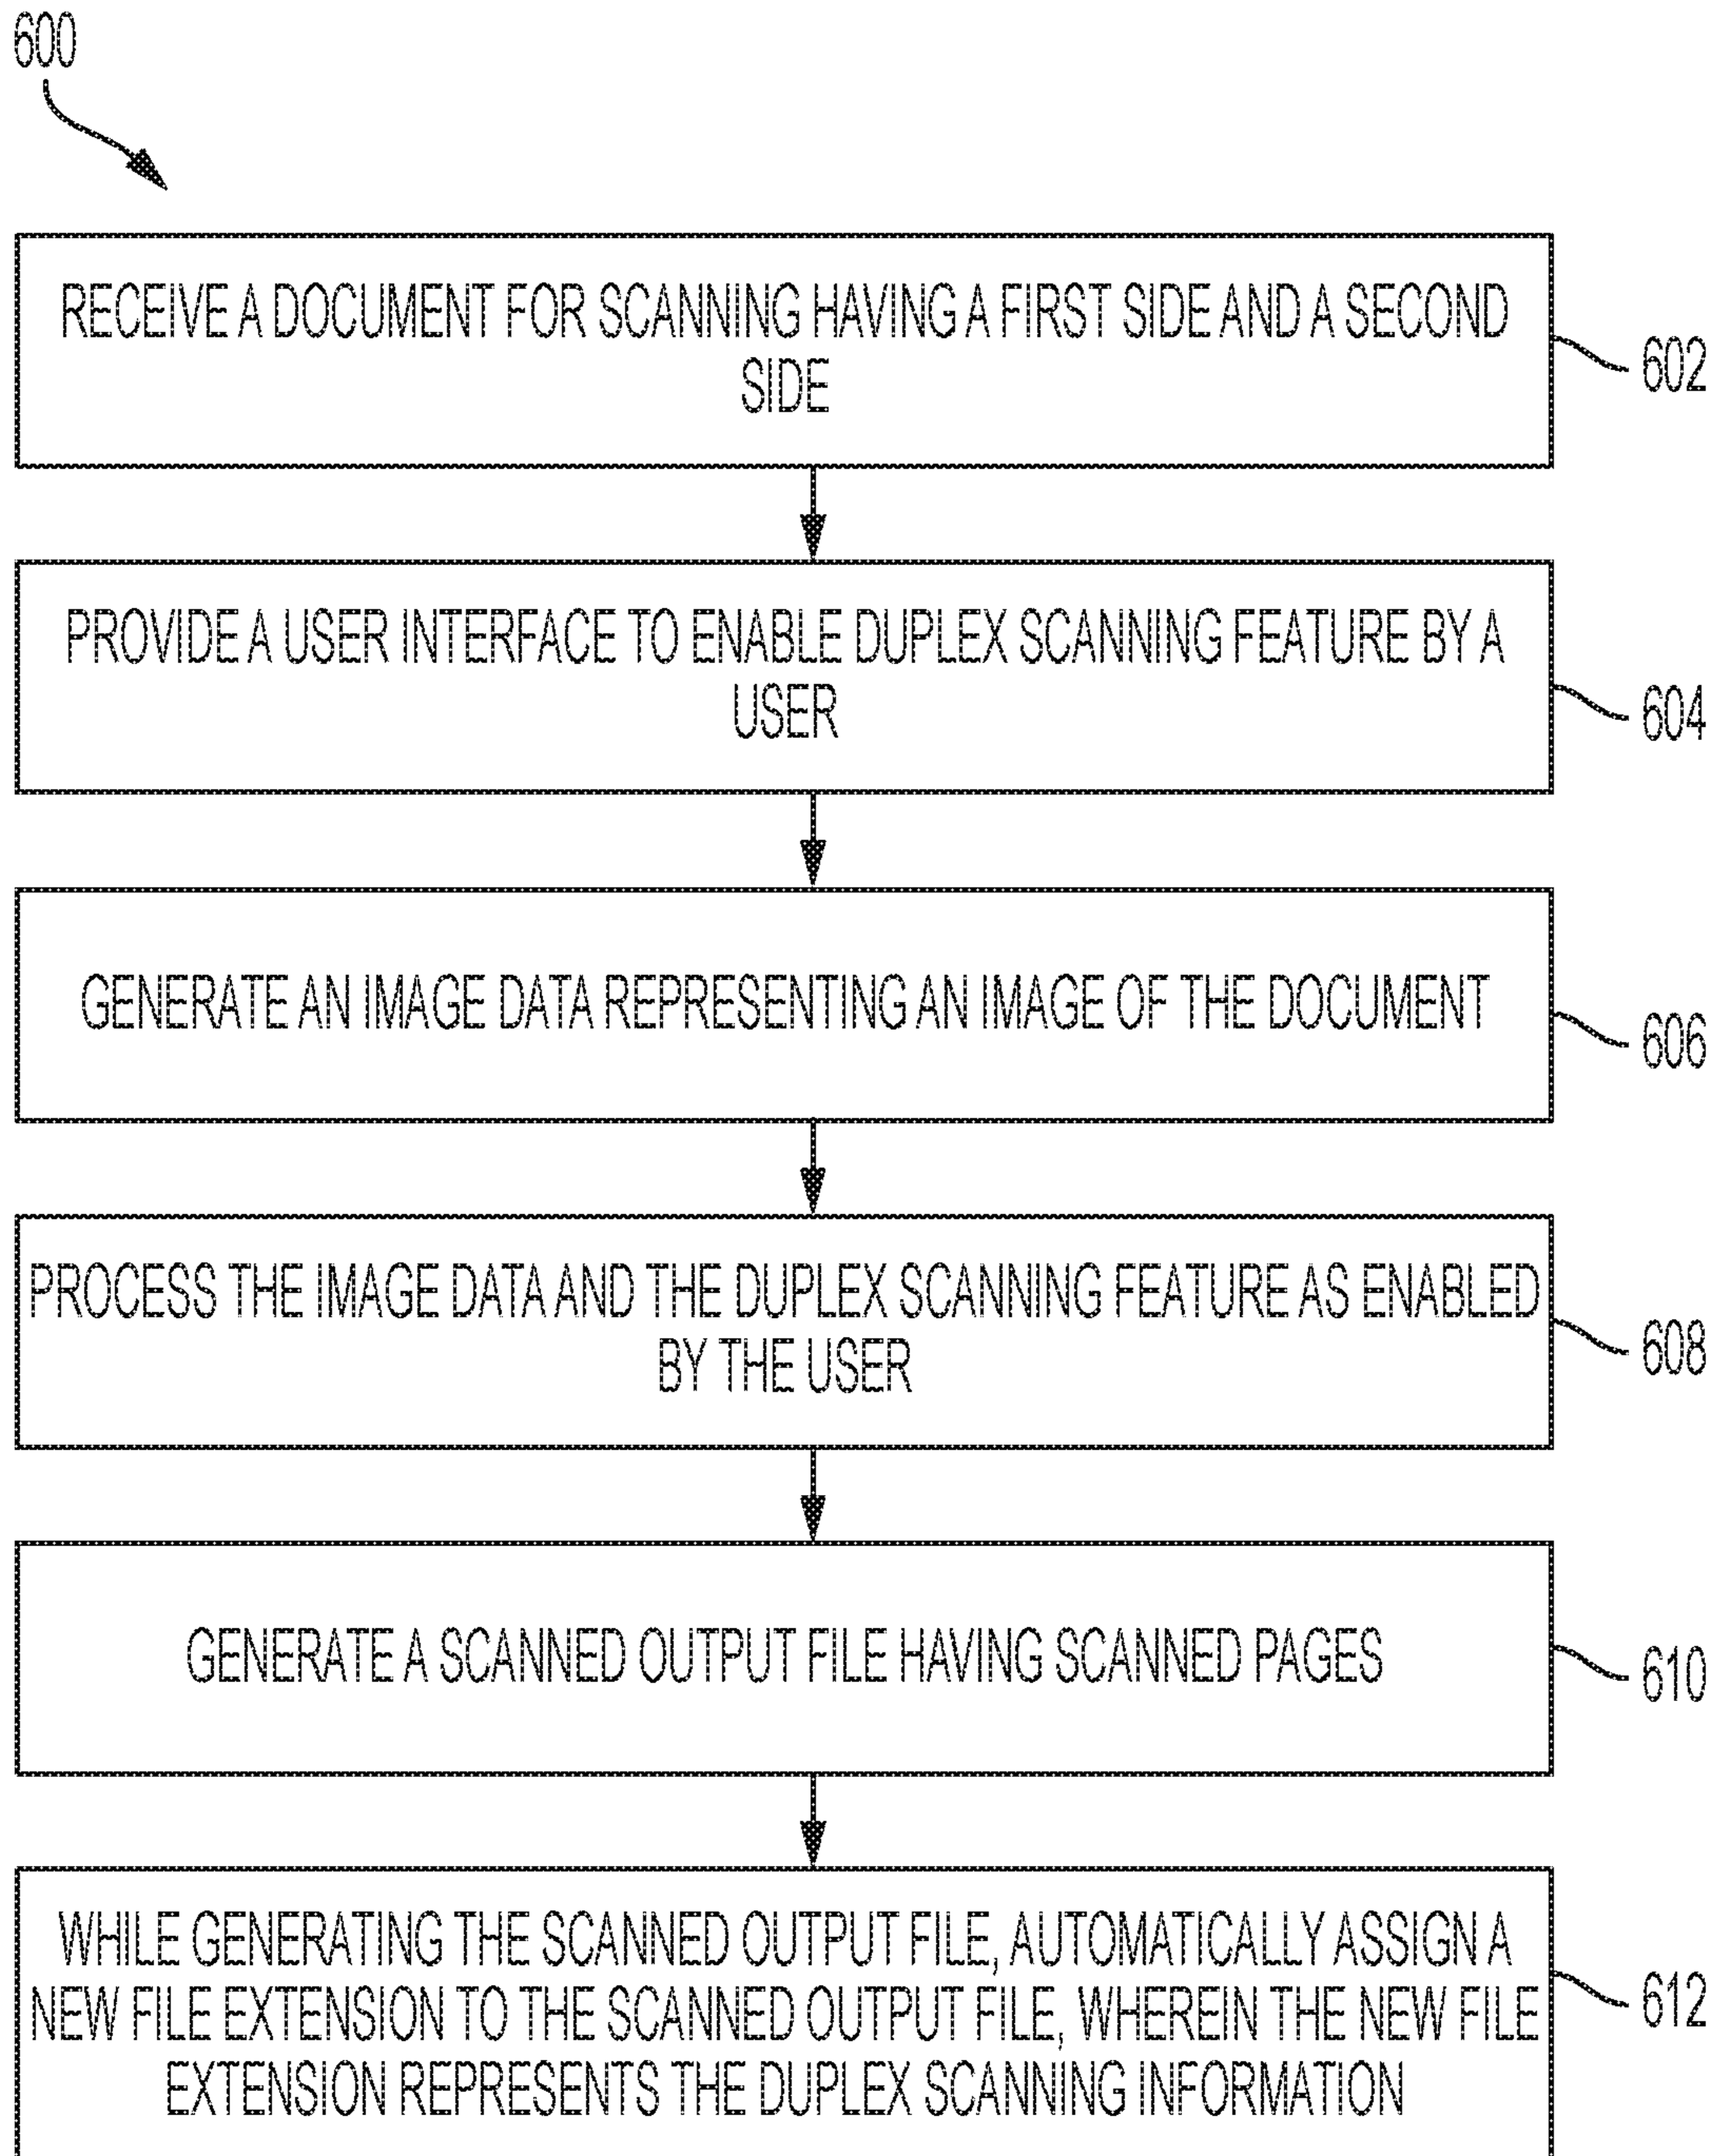 600
RECEIVE A DOCUMENT FOR SCANNING HAVING A FIRST SIDE AND A SECOND
SIDE
602
PROVIDE A USER INTERFACE TO ENABLE DUPLEX SCANNING FEATURE BY A
USER
604
GENERATE AN IMAGE DATA REPRESENTING AN IMAGE OF THE DOCUMENT
606
PROCESS THE IMAGE DATA AND THE DUPLEX SCANNING FEATURE AS ENABLED
BY THE USER
608
GENERATE A SCANNED OUTPUT FILE HAVING SCANNED PAGES
610
WHILE GENERATING THE SCANNED OUTPUT FILE, AUTOMATICALLY ASSIGN A
NEW FILE EXTENSION TO THE SCANNED OUTPUT FILE, WHEREIN THE NEW FILE
EXTENSION REPRESENTS THE DUPLEX SCANNING INFORMATION
612